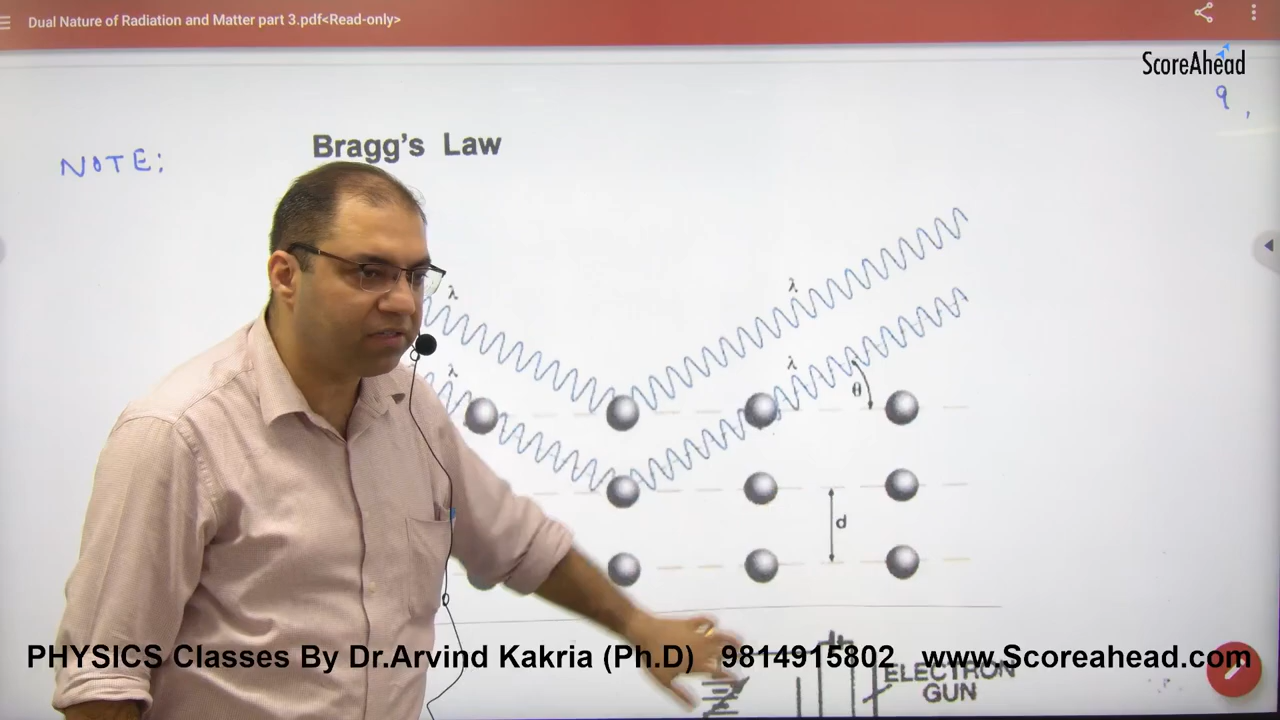 Dual Nature of Radiation and Matter part 3.pdf<Read-only>
ScoreAhead
9,
NOTE:
Bragg's Law
λ
λ
λ
λ
θ
d
PHYSICS Classes By Dr.Arvind Kakria (Ph.D) 9814915802 www.Scoreahead.com
ELECTRON
GUN